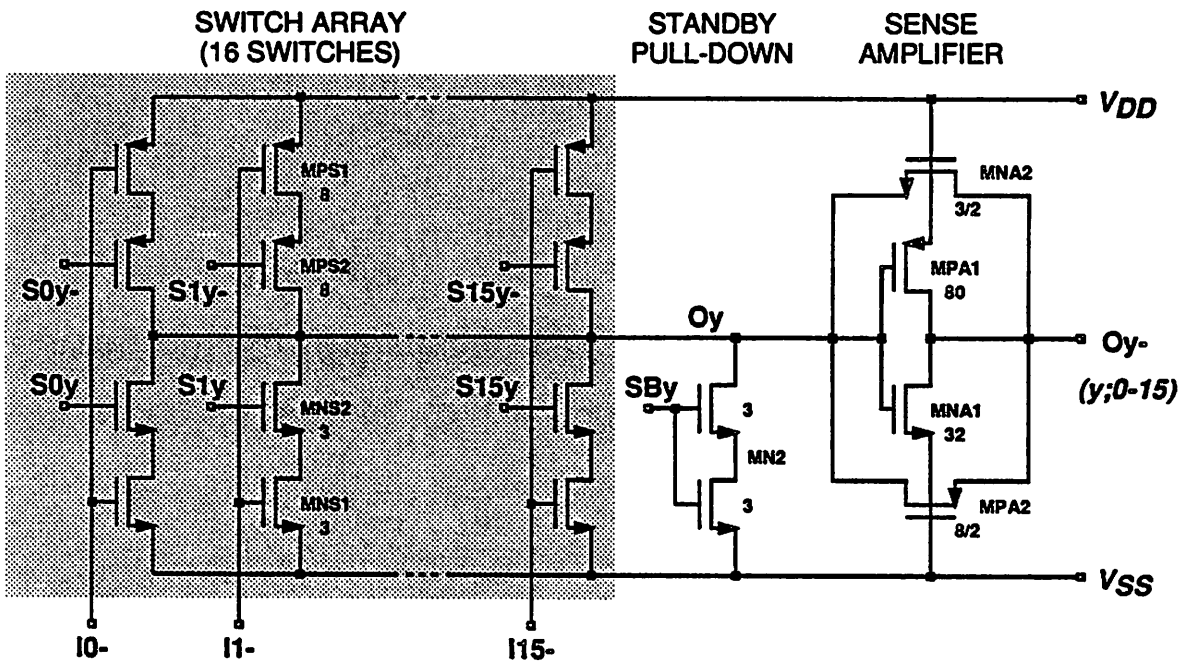 SWITCH ARRAY
(16 SWITCHES)
STANDBY
PULL-DOWN
SENSE
AMPLIFIER
VDD
MPS1
8
MNA2
3/2
S0y-
S1y-
MPS2
8
S15y-
MPA1
80
Oy
Oy-
(y;0-15)
S0y
S1y
MNS2
3
S15y
SBy
3
MNA1
32
MN2
MNS1
3
3
MPA2
8/2
VSS
I0-
I1-
I15-